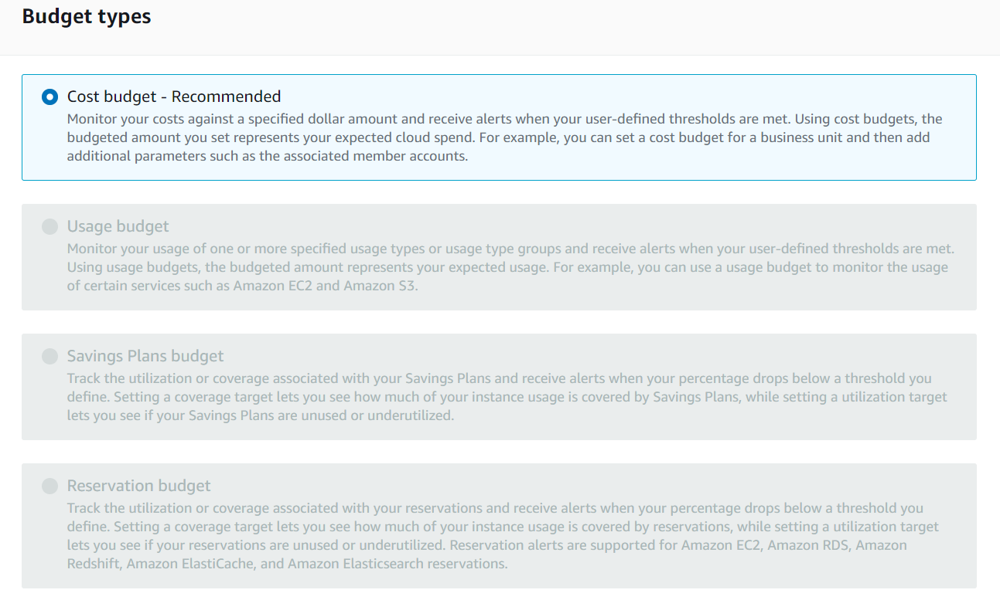 Budget types
Cost budget - Recommended
Monitor your costs against a specified dollar amount and receive alerts when your user-defined thresholds are met. Using cost budgets, the
budgeted amount you set represents your expected cloud spend. For example, you can set a cost budget for a business unit and then add
additional parameters such as the associated member accounts.
Usage budget
Monitor your usage of one or more specified usage types or usage type groups and receive alerts when your user-defined thresholds are met.
Using usage budgets, the budgeted amount represents your expected usage. For example, you can use a usage budget to monitor the usage
of certain services such as Amazon EC2 and Amazon S3.
Savings Plans budget
Track the utilization or coverage associated with your Savings Plans and receive alerts when your percentage drops below a threshold you
define. Setting a coverage target lets you see how much of your instance usage is covered by Savings Plans, while setting a utilization target
lets you see if your Savings Plans are unused or underutilized.
Reservation budget
Track the utilization or coverage associated with your reservations and receive alerts when your percentage drops below a threshold you
define. Setting a coverage target lets you see how much of your instance usage is covered by reservations, while setting a utilization target
lets you see if your reservations are unused or underutilized. Reservation alerts are supported for Amazon EC2, Amazon RDS, Amazon
Redshift, Amazon ElastiCache, and Amazon Elasticsearch reservations.